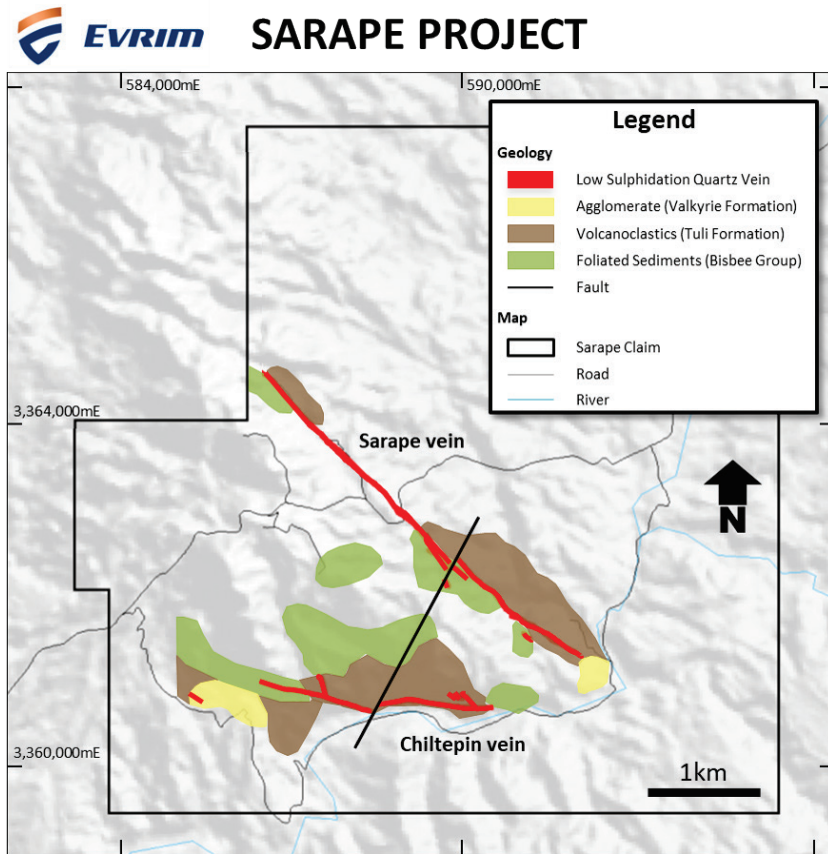 EVRIM
SARAPE PROJECT
584,000mE
590,000mE
Legend
Geology
Low Sulphidation Quartz Vein
Agglomerate (Valkyrie Formation)
Volcanoclastics (Tuli Formation)
Foliated Sediments (Bisbee Group)
Fault
Map
Sarape Claim
Road
River
3,364,000mE
Sarape vein
N
3,360,000mE
Chiltepin vein
1km